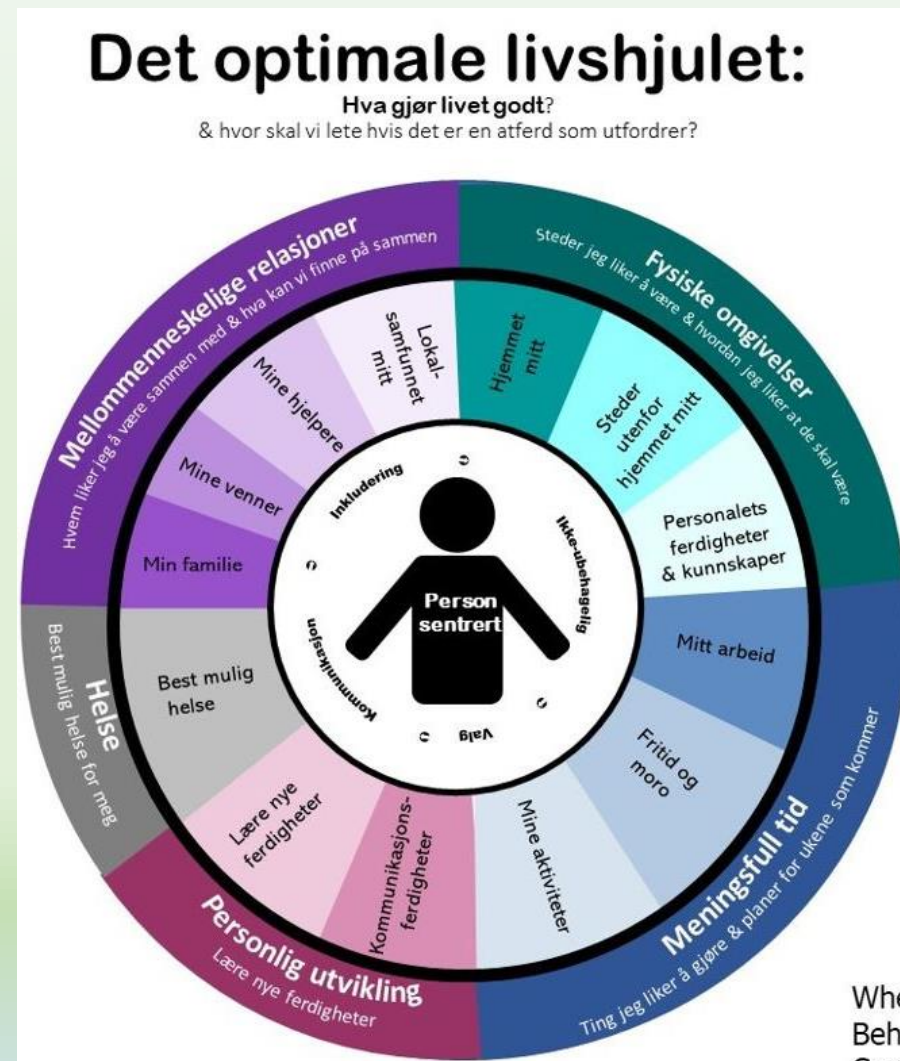 Det optimale livshjulet:
Hva gjør livet godt?
& hvor skal vi lete hvis det er en atferd som utfordrer?
Mellommenneskelige relasjoner
Hvem liker jeg å være sammen med & hva kan vi finne på sammen
Fysiske omgivelser
Steder jeg liker å være & hvordan jeg liker at de skal være
Meningsfull tid
Ting jeg liker å gjøre & planer for ukene som kommer
Personlig utvikling
Lære nye ferdigheter
Helse
Best mulig helse for meg
Hjemmet
mitt
Steder
utenfor
hjemmet mitt
Personalets
ferdigheter
& kunnskaper
Mitt arbeid
Fritid og
moro
Mine aktiviteter
Kommunikasjons-
ferdigheter
Lære nye
ferdigheter
Best mulig
helse
Min familie
Mine venner
Mine hjelpere
Lokal-
samfunnet
mitt
Inkludering
Ikke-ubehagelig
Valg
Kommunikasjon
Person
sentrert